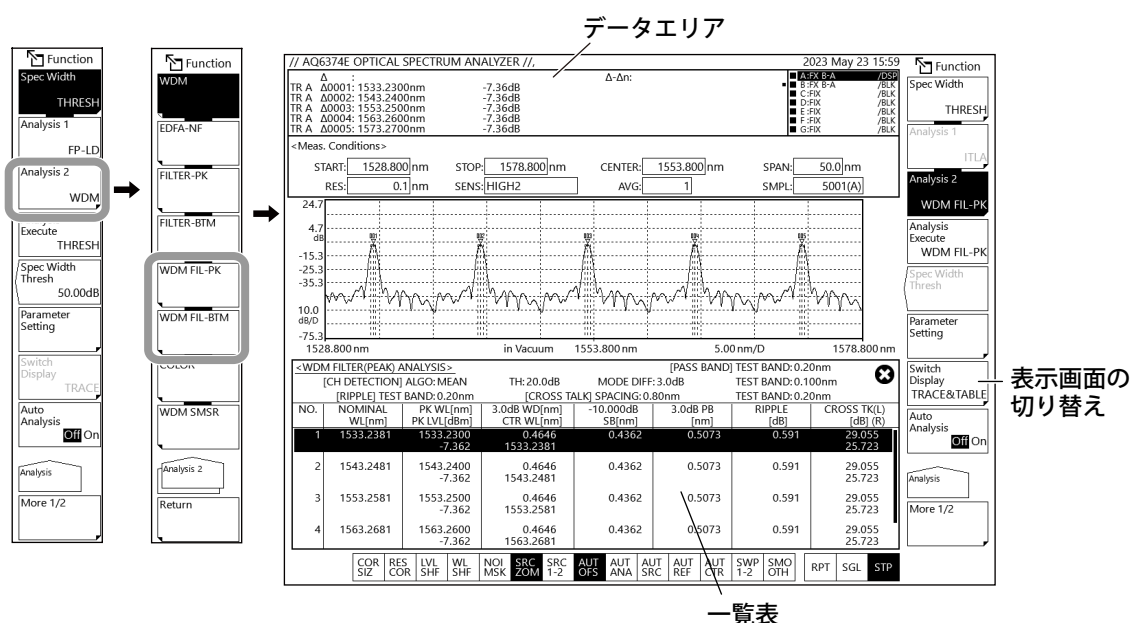 データエリア
Function
Spec Width
THRESH
Analysis 1
FP-LD
Analysis 2
WDM
Execute
THRESH
Spec Width
Thresh
50.00dB
Parameter
Setting
Switch
Display
TRACE
Auto
Analysis
Off On
Analysis
More 1/2
Function
WDM
EDFA-NF
FILTER-PK
FILTER-BTM
WDM FIL-PK
WDM FIL-BTM
COLOR
WDM SMSR
Analysis 2
Return
// AQ6374E OPTICAL SPECTRUM ANALYZER //, 2023 May 23 15:59
Δ : Δ-Δn:
TR A Δ0001: 1533.2300nm -7.36dB
TR A Δ0002: 1543.2400nm -7.36dB
TR A Δ0003: 1553.2500nm -7.36dB
TR A Δ0004: 1563.2600nm -7.36dB
TR A Δ0005: 1573.2700nm -7.36dB
A:FX B-A /DSP
B:FX B-A /BLK
C:FIX /BLK
D:FIX /BLK
E:FIX /BLK
F:FIX /BLK
G:FIX /BLK
<Meas. Conditions>
START: 1528.800 nm STOP: 1578.800 nm CENTER: 1553.800 nm SPAN: 50.0 nm
RES: 0.1 nm SENS: HIGH2 AVG: 1 SMPL: 5001(A)
24.7
4.7
dB
-15.3
-25.3
-35.3
10.0
dB/D
-75.3
001 002 003 004 005
1528.800 nm in Vacuum 1553.800 nm 5.00 nm/D 1578.800 nm
<WDM FILTER(PEAK) ANALYSIS> [PASS BAND] TEST BAND: 0.20nm
[CH DETECTION] ALGO: MEAN TH: 20.0dB MODE DIFF: 3.0dB TEST BAND: 0.100nm
[RIPPLE] TEST BAND: 0.20nm [CROSS TALK] SPACING: 0.80nm TEST BAND: 0.20nm
NO. NOMINAL PK WL[nm] 3.0dB WD[nm] -10.000dB 3.0dB PB RIPPLE CROSS TK(L)
WL[nm] PK LVL[dBm] CTR WL[nm] SB[nm] [nm] [dB] [dB] (R)
1 1533.2381 1533.2300 0.4646 0.4362 0.5073 0.591 29.055
-7.362 1533.2381 25.723
2 1543.2481 1543.2400 0.4646 0.4362 0.5073 0.591 29.055
-7.362 1543.2481 25.723
3 1553.2581 1553.2500 0.4646 0.4362 0.5073 0.591 29.055
-7.362 1553.2581 25.723
4 1563.2681 1563.2600 0.4646 0.4362 0.5073 0.591 29.055
-7.362 1563.2681 25.723
COR RES LVL WL NOI SRC SRC AUT AUT AUT AUT AUT SWP SMO RPT SGL STP
SIZ COR SHF SHF MSK ZOM 1-2 OFS ANA SRC REF CTR 1-2 OTH
Function
Spec Width
THRESH
Analysis 1
ITLA
Analysis 2
WDM FIL-PK
Analysis
Execute
WDM FIL-PK
Spec Width
Thresh
Parameter
Setting
Switch
Display
TRACE&TABLE
Auto
Analysis
Off On
Analysis
More 1/2
表示画面の
切り替え
一覧表